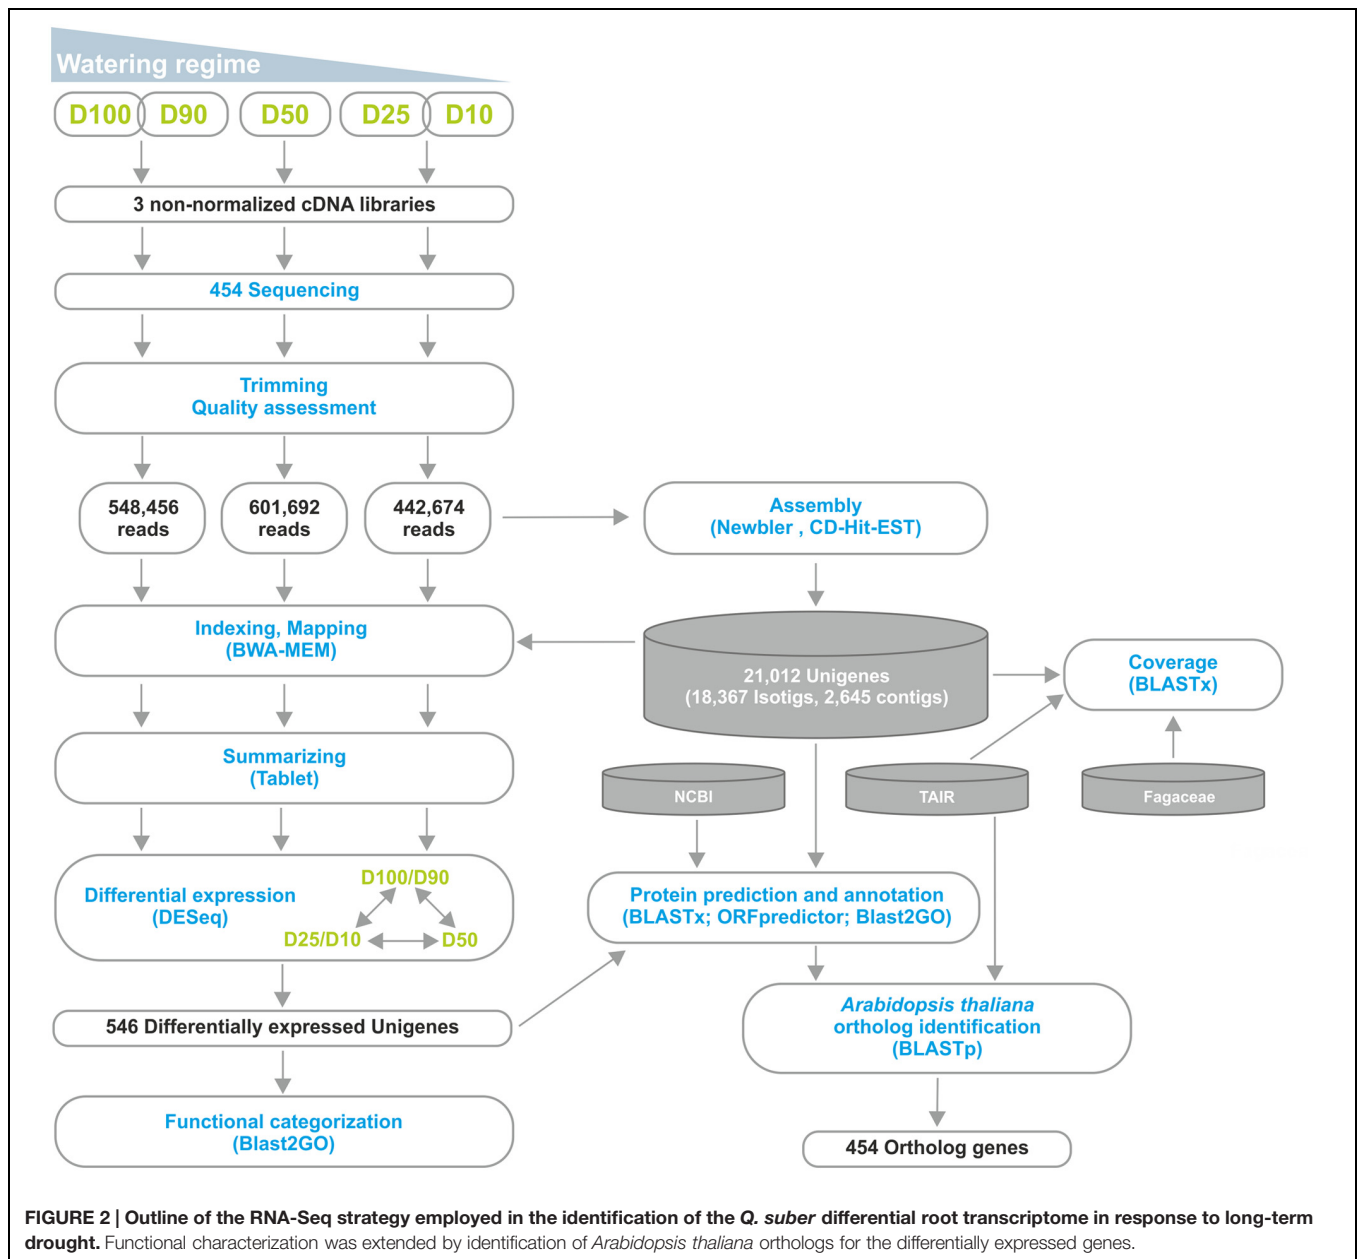 Watering regime
D100 D90 D50 D25 D10
3 non-normalized cDNA libraries
454 Sequencing
Trimming
Quality assessment
548,456
reads
601,692
reads
442,674
reads
Assembly
(Newbler , CD-Hit-EST)
Indexing, Mapping
(BWA-MEM)
21,012 Unigenes
(18,367 Isotigs, 2,645 contigs)
Coverage
(BLASTx)
Summarizing
(Tablet)
NCBI
TAIR
Fagaceae
Differential expression
(DESeq)
D100/D90
D25/D10
D50
Protein prediction and annotation
(BLASTx; ORFpredictor; Blast2GO)
546 Differentially expressed Unigenes
Arabidopsis thaliana
ortholog identification
(BLASTp)
Functional categorization
(Blast2GO)
454 Ortholog genes
FIGURE 2 | Outline of the RNA-Seq strategy employed in the identification of the Q. suber differential root transcriptome in response to long-term
drought. Functional characterization was extended by identification of Arabidopsis thaliana orthologs for the differentially expressed genes.